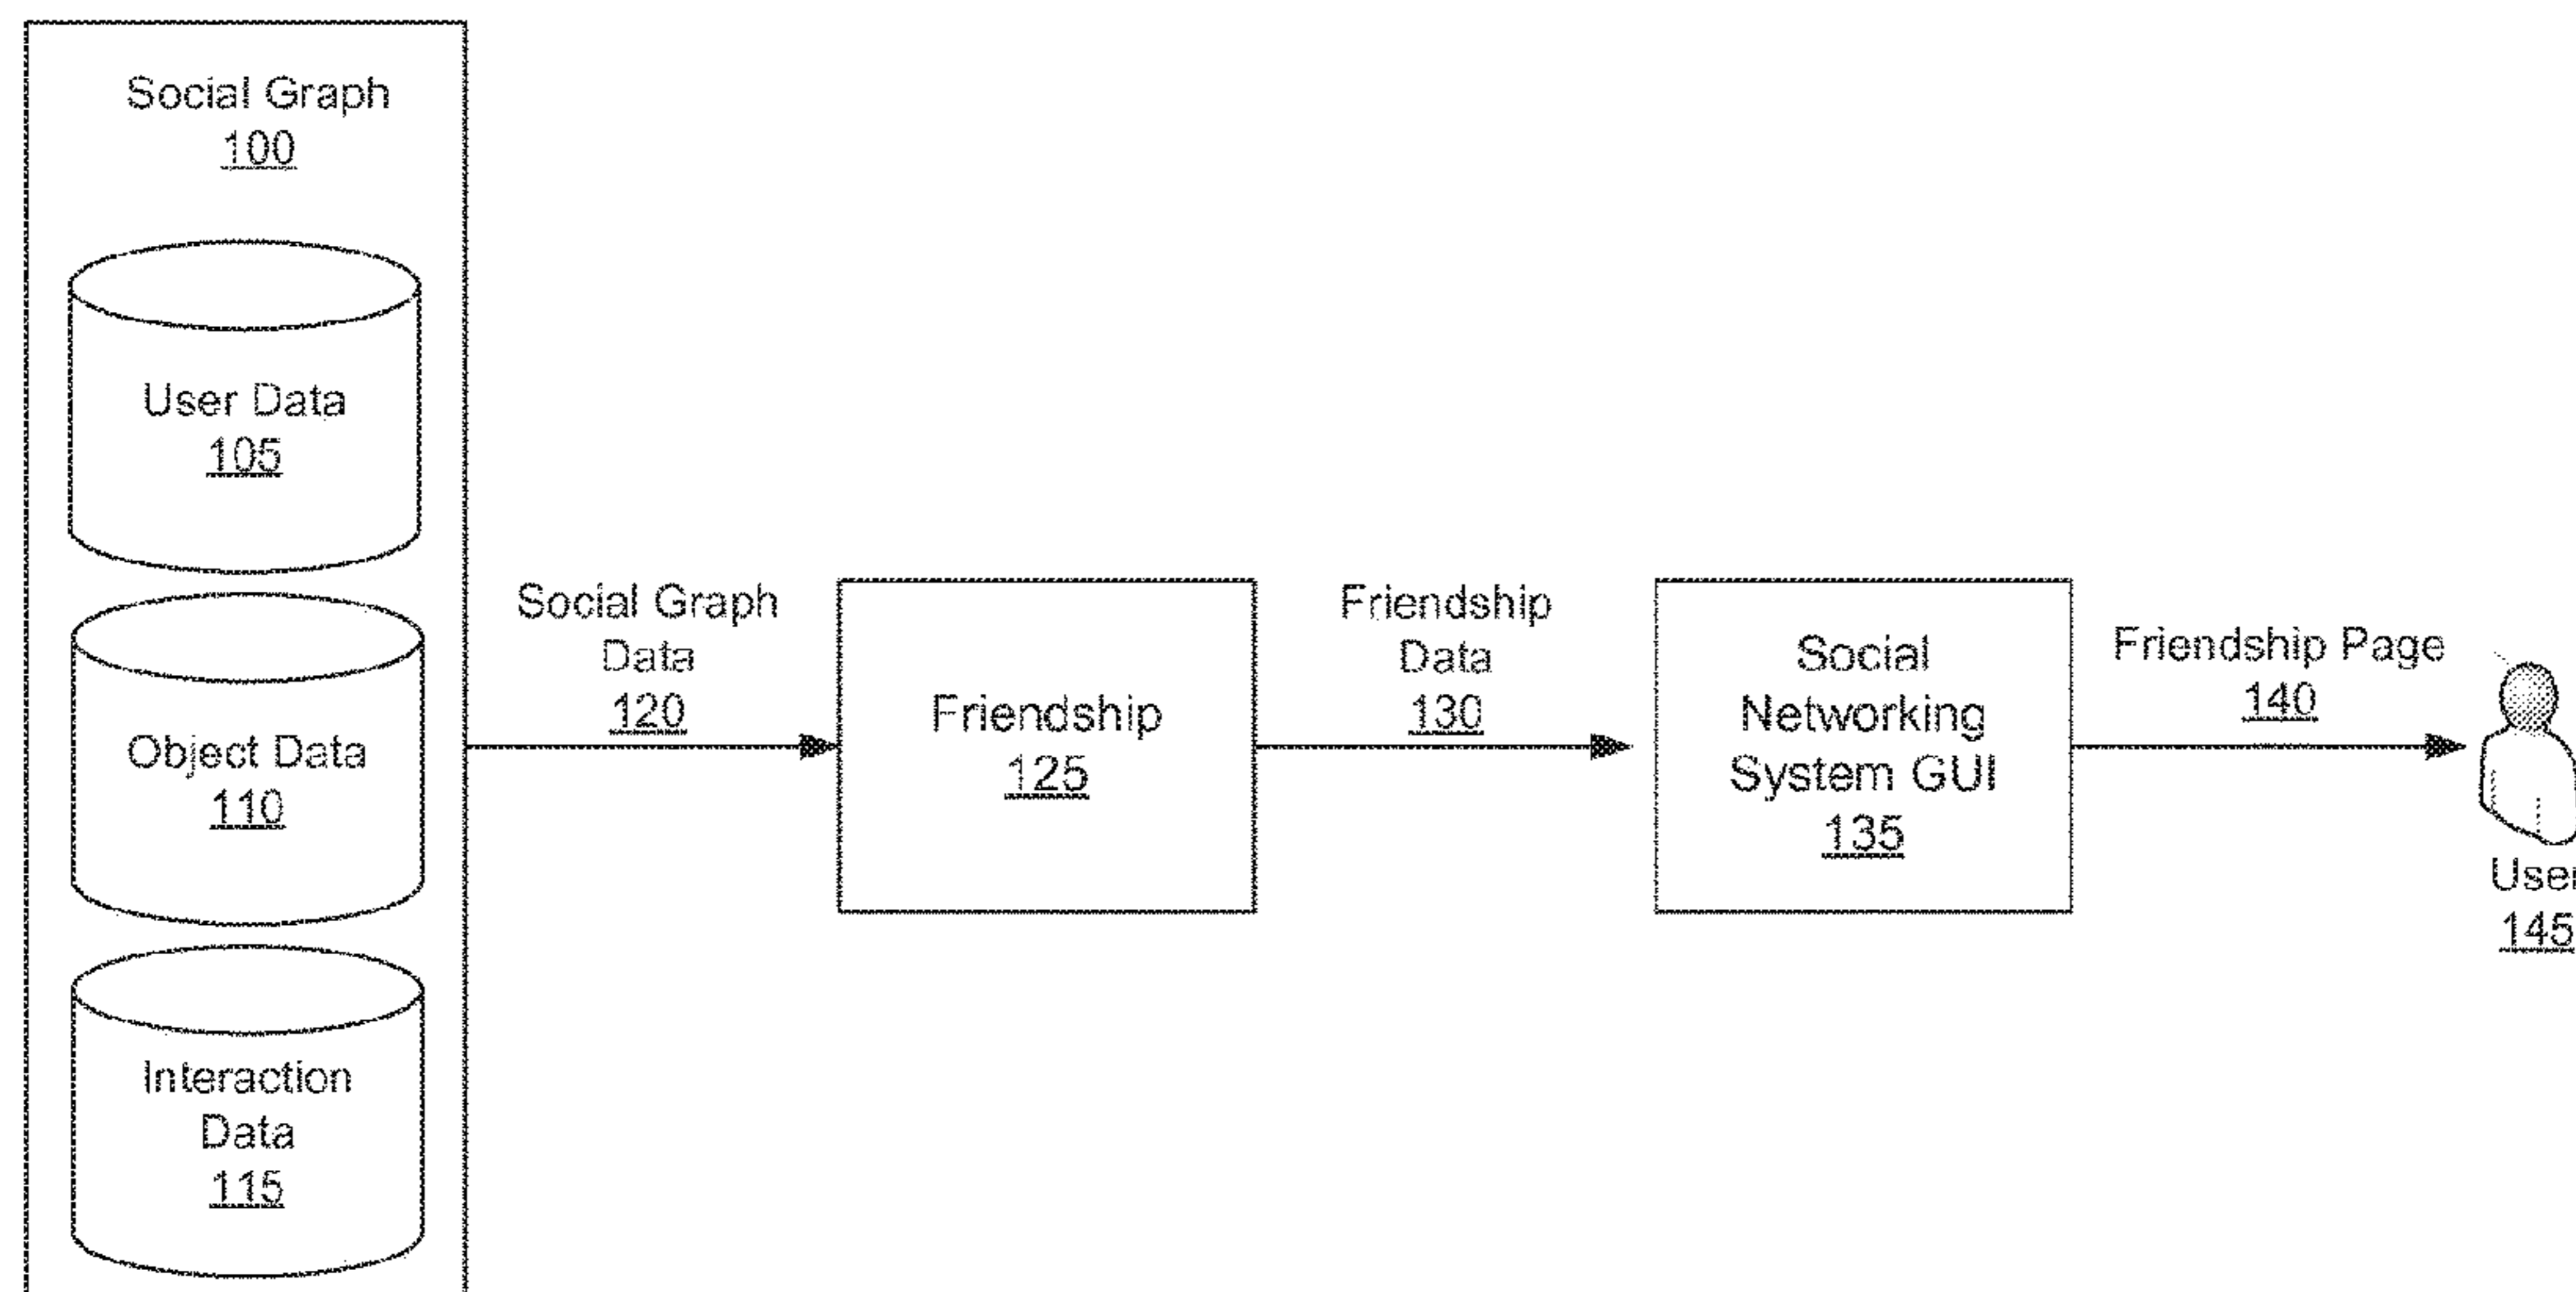 Social Graph
100
User Data
105
Object Data
110
Interaction
Data
115
Social Graph
Data
120
Friendship
125
Friendship
Data
130
Social
Networking
System GUI
135
Friendship Page
140
User
145